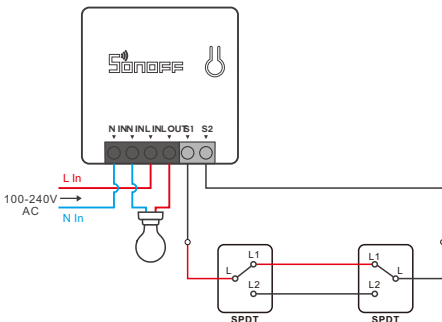 SONOFF
N IN N IN L IN L OUT S1 S2
L In
100-240V
AC
N In
L1
L
L2
SPDT
L1
L
L2
SPDT